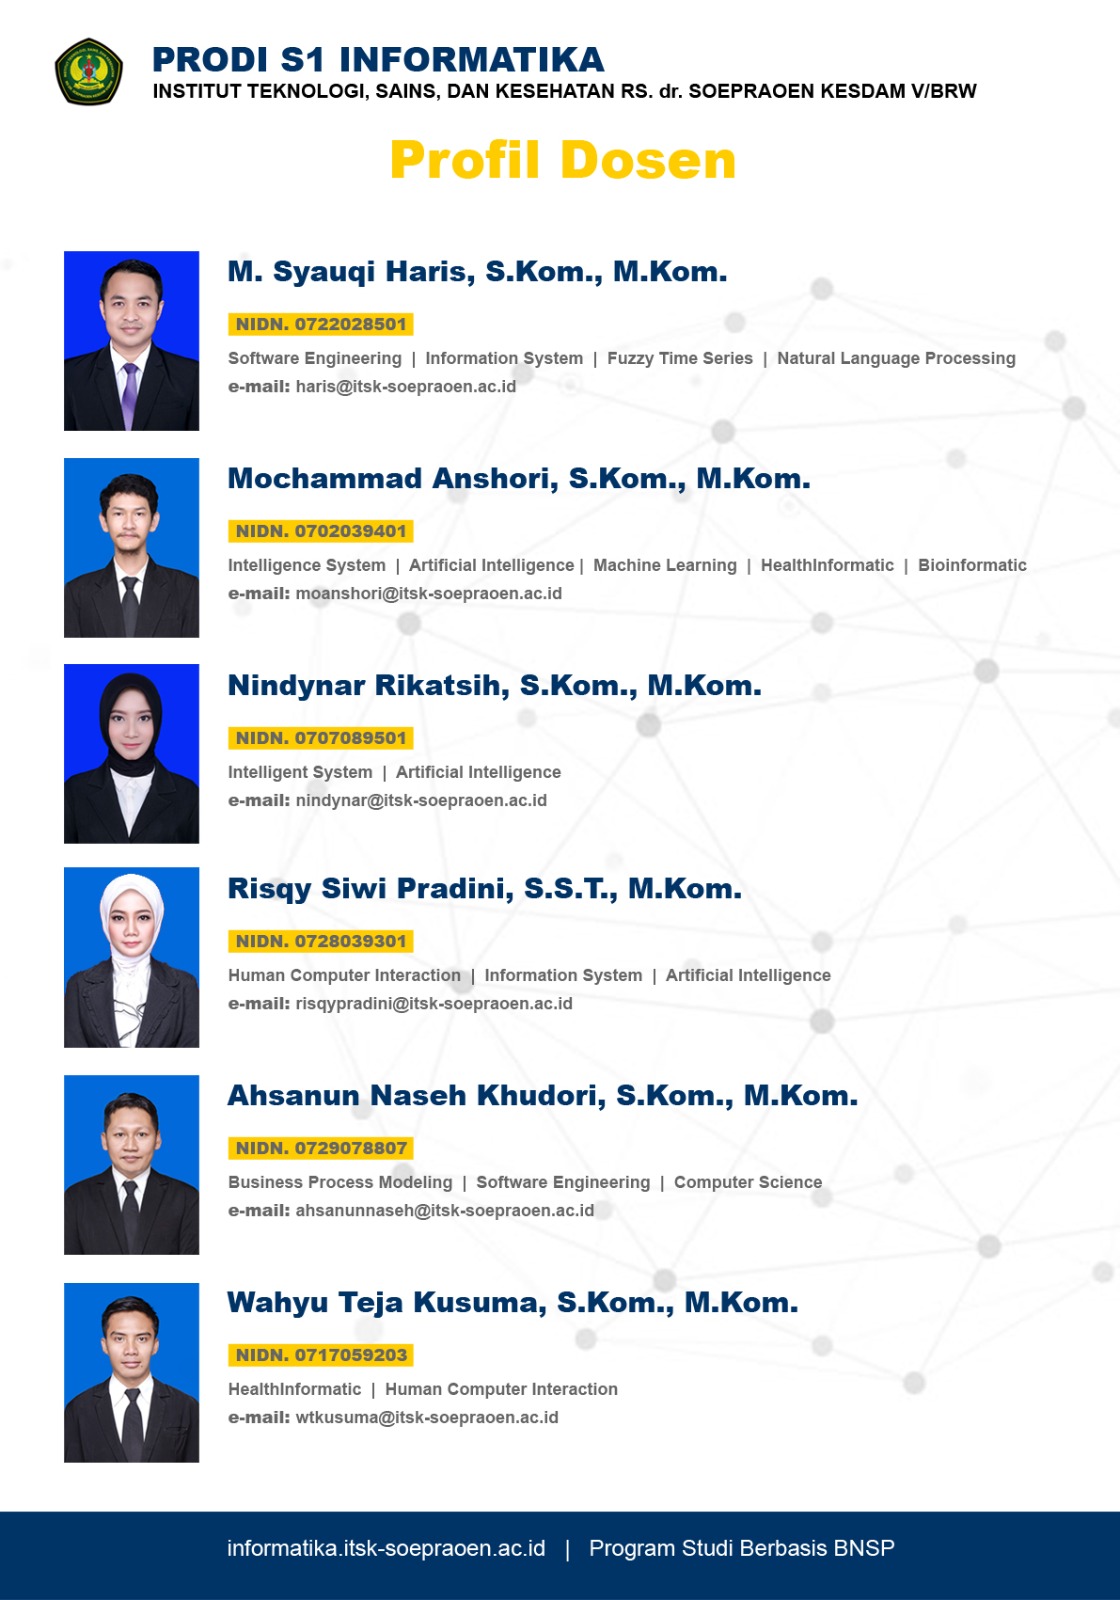 PRODI S1 INFORMATIKA
INSTITUT TEKNOLOGI, SAINS, DAN KESEHATAN RS. dr. SOEPRAOEN KESDAM V/BRW
Profil Dosen
M. Syauqi Haris, S.Kom., M.Kom.
NIDN. 0722028501
Software Engineering | Information System | Fuzzy Time Series | Natural Language Processing
e-mail: haris@itsk-soepraoen.ac.id
Mochammad Anshori, S.Kom., M.Kom.
NIDN. 0702039401
Intelligence System | Artificial Intelligence | Machine Learning | HealthInformatic | Bioinformatic
e-mail: moanshori@itsk-soepraoen.ac.id
Nindynar Rikatsih, S.Kom., M.Kom.
NIDN. 0707089501
Intelligent System | Artificial Intelligence
e-mail: nindynar@itsk-soepraoen.ac.id
Risqy Siwi Pradini, S.S.T., M.Kom.
NIDN. 0728039301
Human Computer Interaction | Information System | Artificial Intelligence
e-mail: risqypradini@itsk-soepraoen.ac.id
Ahsanun Naseh Khudori, S.Kom., M.Kom.
NIDN. 0729078807
Business Process Modeling | Software Engineering | Computer Science
e-mail: ahsanunnaseh@itsk-soepraoen.ac.id
Wahyu Teja Kusuma, S.Kom., M.Kom.
NIDN. 0717059203
HealthInformatic | Human Computer Interaction
e-mail: wtkusuma@itsk-soepraoen.ac.id
informatika.itsk-soepraoen.ac.id | Program Studi Berbasis BNSP